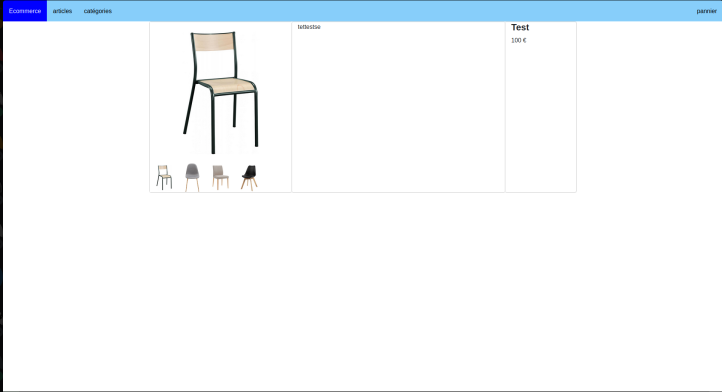 Ecommerce articles catégories pannier
tettestse
Test
100 €